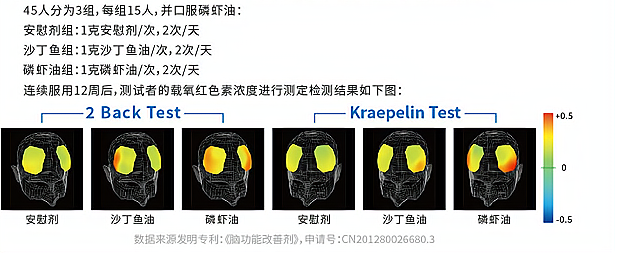 45人分为3组，每组15人，并口服磷虾油：
安慰剂组：1克安慰剂/次，2次/天
沙丁鱼油组：1克沙丁鱼油/次，2次/天
磷虾油组：1克磷虾油/次，2次/天
连续服用12周后，测试者的载氧红色素浓度进行测定检测结果如下图：
2 Back Test Kraepelin Test
+0.5
0
-0.5
安慰剂 沙丁鱼油 磷虾油 安慰剂 沙丁鱼油 磷虾油
数据来源发明专利：《脑功能改善剂》，申请号：CN201280026680.3